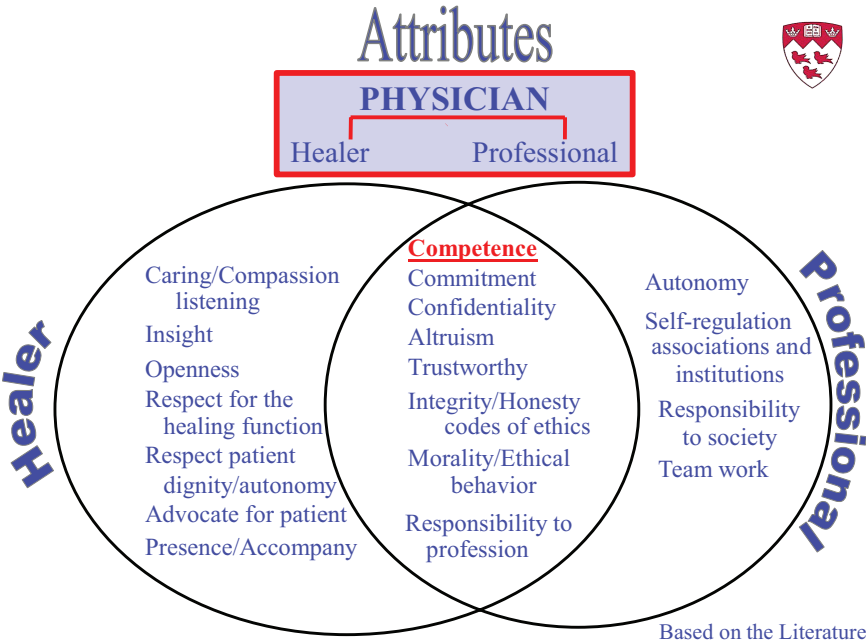 Attributes
PHYSICIAN
Healer Professional
Healer
Caring/Compassion
listening
Insight
Openness
Respect for the
healing function
Respect patient
dignity/autonomy
Advocate for patient
Presence/Accompany
Competence
Commitment
Confidentiality
Altruism
Trustworthy
Integrity/Honesty
codes of ethics
Morality/Ethical
behavior
Responsibility to
profession
Autonomy
Self-regulation
associations and
institutions
Responsibility
to society
Team work
Professional
Based on the Literature